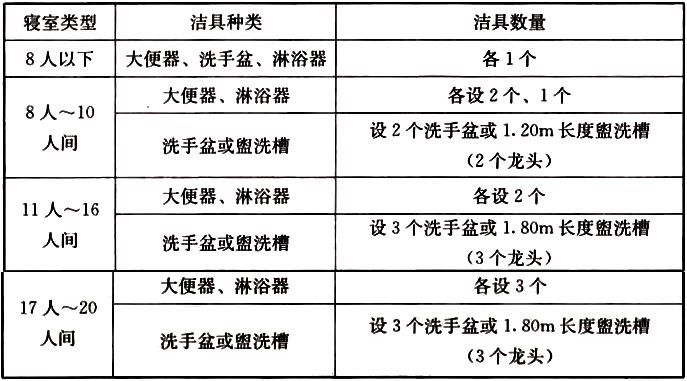 寝室类型 洁具种类 洁具数量
8人以下 大便器、洗手盆、淋浴器 各1个
8人～10人间 大便器、淋浴器 各设2个、1个
洗手盆或盥洗槽 设2个洗手盆或1.20m长度盥洗槽
（2个龙头）
11人～16人间 大便器、淋浴器 各设2个
洗手盆或盥洗槽 设3个洗手盆或1.80m长度盥洗槽
（3个龙头）
17人～20人间 大便器、淋浴器 各设3个
洗手盆或盥洗槽 设3个洗手盆或1.80m长度盥洗槽
（3个龙头）